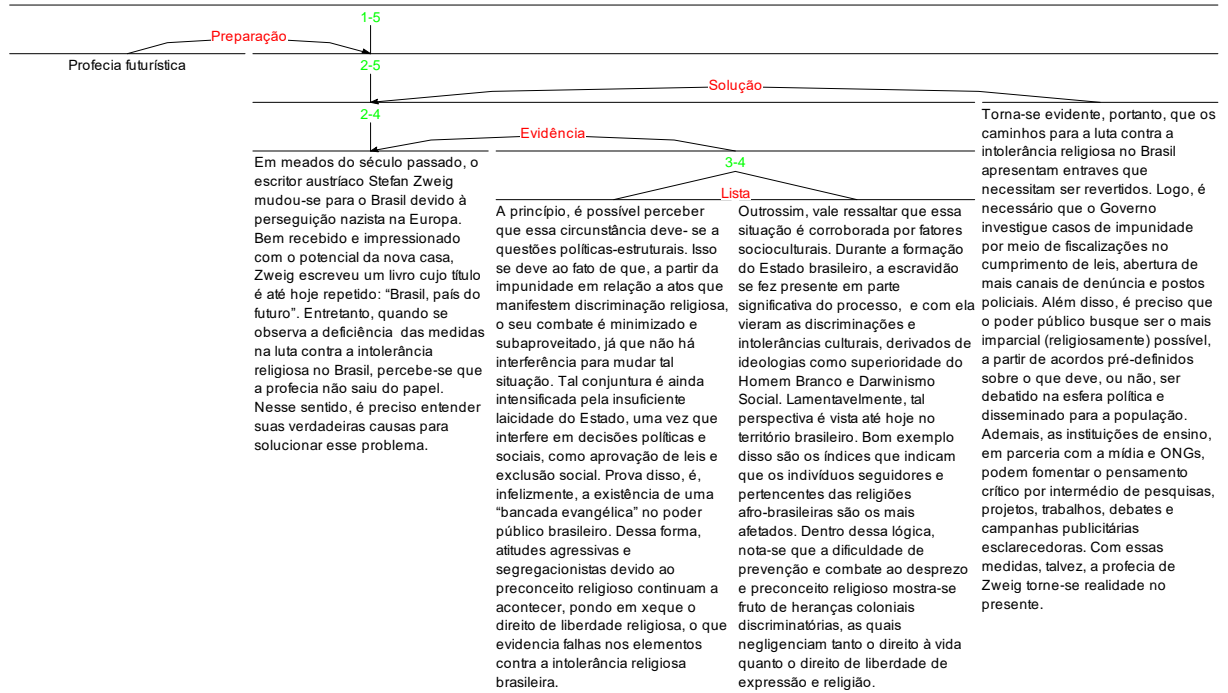 1-5
Preparação
Profecia futurística
2-5
Solução
2-4
Evidência
Em meados do século passado, o
escritor austríaco Stefan Zweig
mudou-se para o Brasil devido à
perseguição nazista na Europa.
Bem recebido e impressionado
com o potencial da nova casa,
Zweig escreveu um livro cujo título
é até hoje repetido: “Brasil, país do
futuro”. Entretanto, quando se
observa a deficiência  das medidas
na luta contra a intolerância
religiosa no Brasil, percebe-se que
a profecia não saiu do papel.
Nesse sentido, é preciso entender
suas verdadeiras causas para
solucionar esse problema.
3-4
Lista
A princípio, é possível perceber
que essa circunstância deve- se a
questões políticas-estruturais. Isso
se deve ao fato de que, a partir da
impunidade em relação a atos que
manifestem discriminação religiosa,
o seu combate é minimizado e
subaproveitado, já que não há
interferência para mudar tal
situação. Tal conjuntura é ainda
intensificada pela insuficiente
laicidade do Estado, uma vez que
interfere em decisões políticas e
sociais, como aprovação de leis e
exclusão social. Prova disso, é,
infelizmente, a existência de uma
“bancada evangélica” no poder
público brasileiro. Dessa forma,
atitudes agressivas e
segregacionistas devido ao
preconceito religioso continuam a
acontecer, pondo em xeque o
direito de liberdade religiosa, o que
evidencia falhas nos elementos
contra a intolerância religiosa
brasileira.
Outrossim, vale ressaltar que essa
situação é corroborada por fatores
socioculturais. Durante a formação
do Estado brasileiro, a escravidão
se fez presente em parte
significativa do processo,  e com ela
vieram as discriminações e
intolerâncias culturais, derivados de
ideologias como superioridade do
Homem Branco e Darwinismo
Social. Lamentavelmente, tal
perspectiva é vista até hoje no
território brasileiro. Bom exemplo
disso são os índices que indicam
que os indivíduos seguidores e
pertencentes das religiões
afro-brasileiras são os mais
afetados. Dentro dessa lógica,
nota-se que a dificuldade de
prevenção e combate ao desprezo
e preconceito religioso mostra-se
fruto de heranças coloniais
discriminatórias, as quais
negligenciam tanto o direito à vida
quanto o direito de liberdade de
expressão e religião.
Torna-se evidente, portanto, que os
caminhos para a luta contra a
intolerância religiosa no Brasil
apresentam entraves que
necessitam ser revertidos. Logo, é
necessário que o Governo
investigue casos de impunidade
por meio de fiscalizações no
cumprimento de leis, abertura de
mais canais de denúncia e postos
policiais. Além disso, é preciso que
o poder público busque ser o mais
imparcial (religiosamente) possível,
a partir de acordos pré-definidos
sobre o que deve, ou não, ser
debatido na esfera política e
disseminado para a população.
Ademais, as instituições de ensino,
em parceria com a mídia e ONGs,
podem fomentar o pensamento
crítico por intermédio de pesquisas,
projetos, trabalhos, debates e
campanhas publicitárias
esclarecedoras. Com essas
medidas, talvez, a profecia de
Zweig torne-se realidade no
presente.